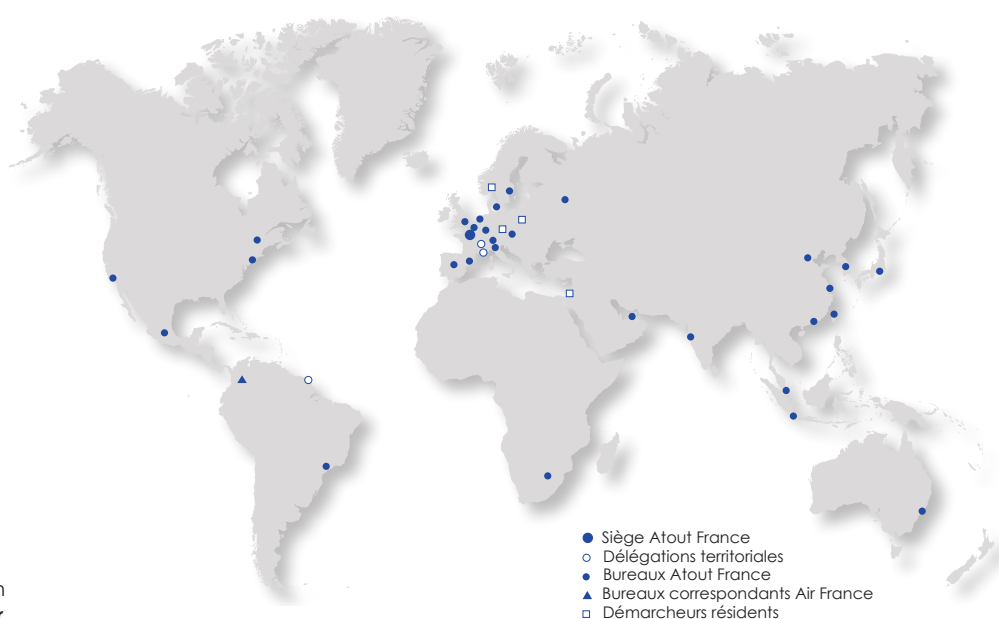 Siège Atout France
Délégations territoriales
Bureaux Atout France
Bureaux correspondants Air France
Démarcheurs résidents
n
r